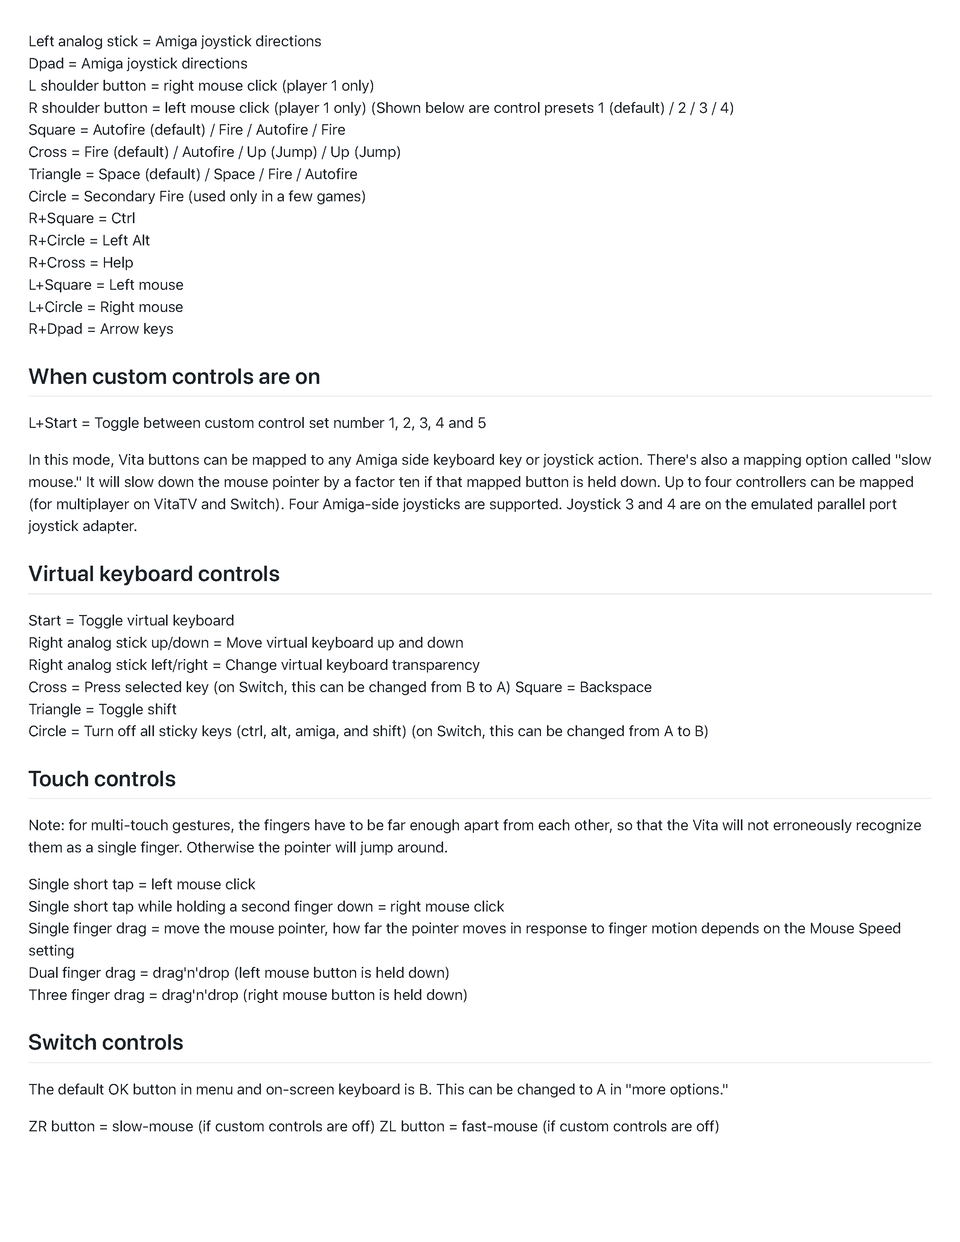 Left analog stick = Amiga joystick directions
Dpad = Amiga joystick directions
L shoulder button = right mouse click (player 1 only)
R shoulder button = left mouse click (player 1 only) (Shown below are control presets 1 (default) / 2 / 3 / 4)
Square = Autofire (default) / Fire / Autofire / Fire
Cross = Fire (default) / Autofire / Up (Jump) / Up (Jump)
Triangle = Space (default) / Space / Fire / Autofire
Circle = Secondary Fire (used only in a few games)
R+Square = Ctrl
R+Circle = Left Alt
R+Cross = Help
L+Square = Left mouse
L+Circle = Right mouse
R+Dpad = Arrow keys
When custom controls are on
L+Start = Toggle between custom control set number 1, 2, 3, 4 and 5
In this mode, Vita buttons can be mapped to any Amiga side keyboard key or joystick action. There's also a mapping option called "slow
mouse." It will slow down the mouse pointer by a factor ten if that mapped button is held down. Up to four controllers can be mapped
(for multiplayer on VitaTV and Switch). Four Amiga-side joysticks are supported. Joystick 3 and 4 are on the emulated parallel port
joystick adapter.
Virtual keyboard controls
Start = Toggle virtual keyboard
Right analog stick up/down = Move virtual keyboard up and down
Right analog stick left/right = Change virtual keyboard transparency
Cross = Press selected key (on Switch, this can be changed from B to A) Square = Backspace
Triangle = Toggle shift
Circle = Turn off all sticky keys (ctrl, alt, amiga, and shift) (on Switch, this can be changed from A to B)
Touch controls
Note: for multi-touch gestures, the fingers have to be far enough apart from each other, so that the Vita will not erroneously recognize
them as a single finger. Otherwise the pointer will jump around.
Single short tap = left mouse click
Single short tap while holding a second finger down = right mouse click
Single finger drag = move the mouse pointer, how far the pointer moves in response to finger motion depends on the Mouse Speed
setting
Dual finger drag = drag'n'drop (left mouse button is held down)
Three finger drag = drag'n'drop (right mouse button is held down)
Switch controls
The default OK button in menu and on-screen keyboard is B. This can be changed to A in "more options."
ZR button = slow-mouse (if custom controls are off) ZL button = fast-mouse (if custom controls are off)